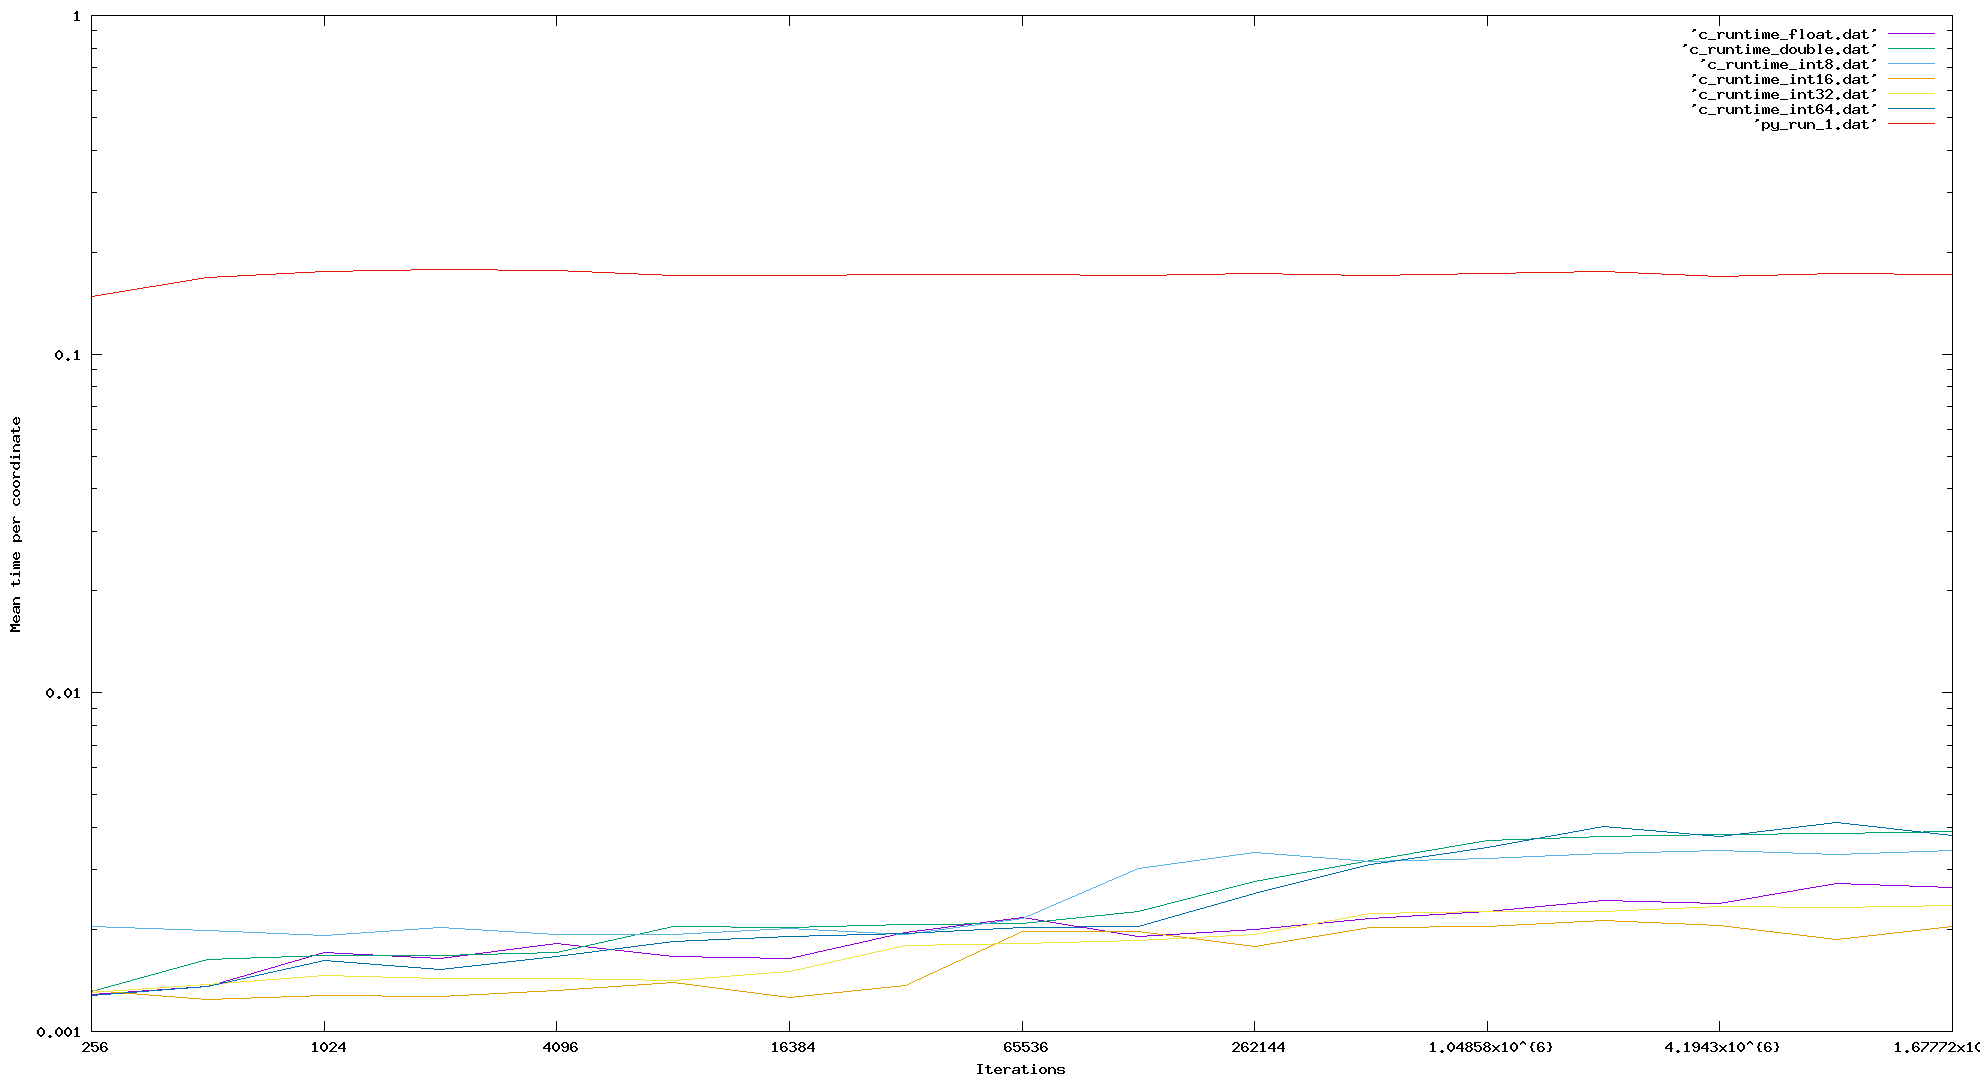 1
'c_runtime_float.dat'
'c_runtime_double.dat'
'c_runtime_int8.dat'
'c_runtime_int16.dat'
'c_runtime_int32.dat'
'c_runtime_int64.dat'
'py_run_1.dat'
0.1
Mean time per coordinate
0.01
0.001
256 1024 4096 16384 65536 262144 1.04858x10^{6} 4.1943x10^{6} 1.67772x10
Iterations